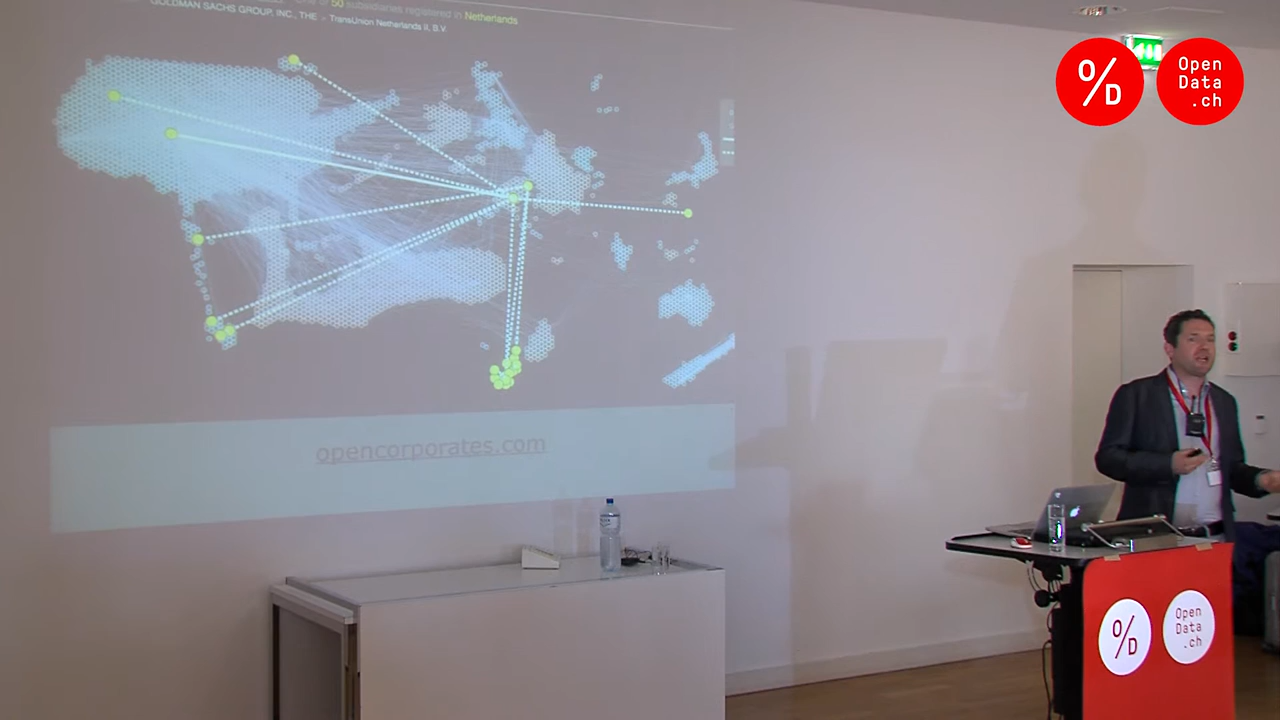 50 subsidiaries registered in Netherlands
GOLDMAN SACHS GROUP, INC., THE - TransUnion Netherlands II, B.V.
opencorporates.com
%D
Open
Data
.ch
%D
Open
Data
.ch